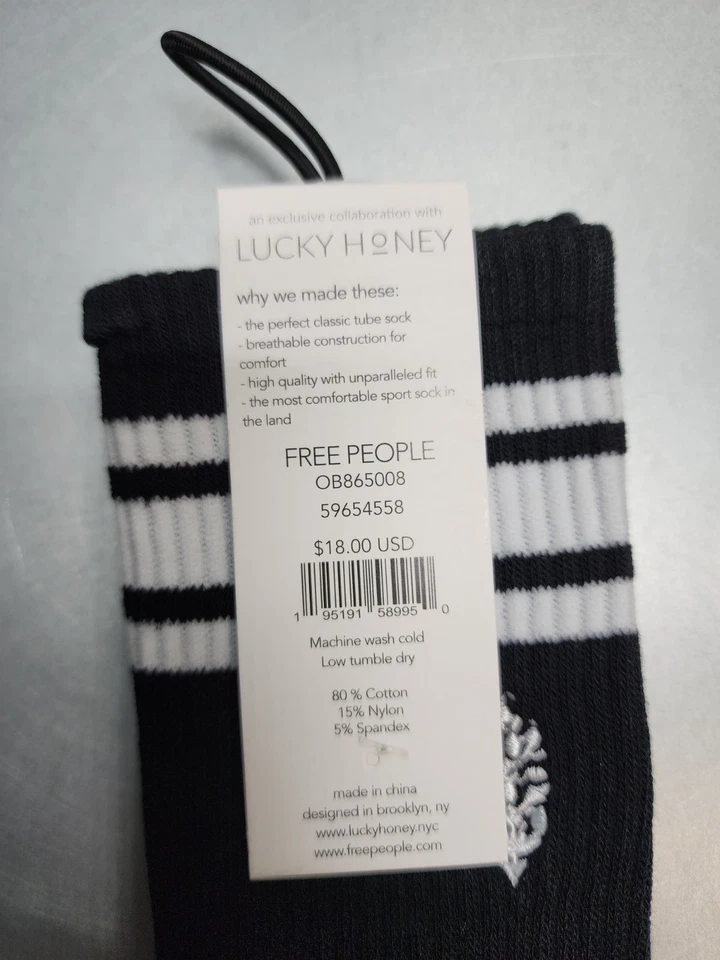 an exclusive collaboration with
LUCKY HONEY
why we made these:
- the perfect classic tube sock
- breathable construction for
comfort
- high quality with unparalleled fit
- the most comfortable sport sock in
the land
FREE PEOPLE
OB865008
59654558
$18.00 USD
1 95191 58995 0
Machine wash cold
Low tumble dry
80 % Cotton
15% Nylon
5% Spandex
made in china
designed in brooklyn, ny
www.luckyhoney.nyc
www.freepeople.com